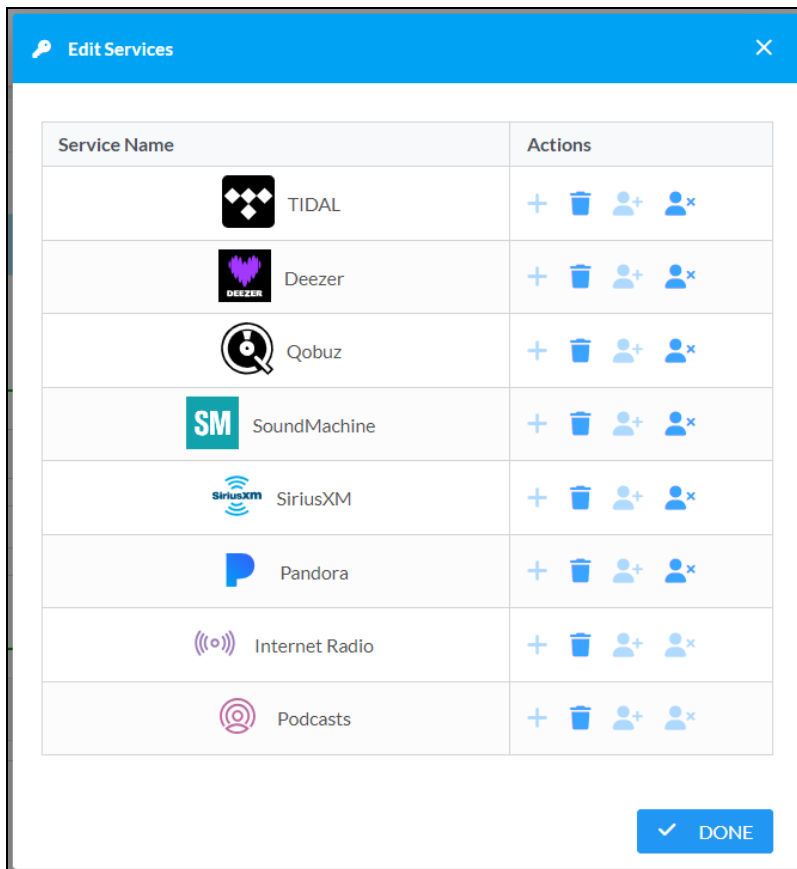 Edit Services
Service Name Actions
TIDAL
DEEZER Deezer
Qobuz
SM SoundMachine
SiriusXM SiriusXM
Pandora
Internet Radio
Podcasts
DONE